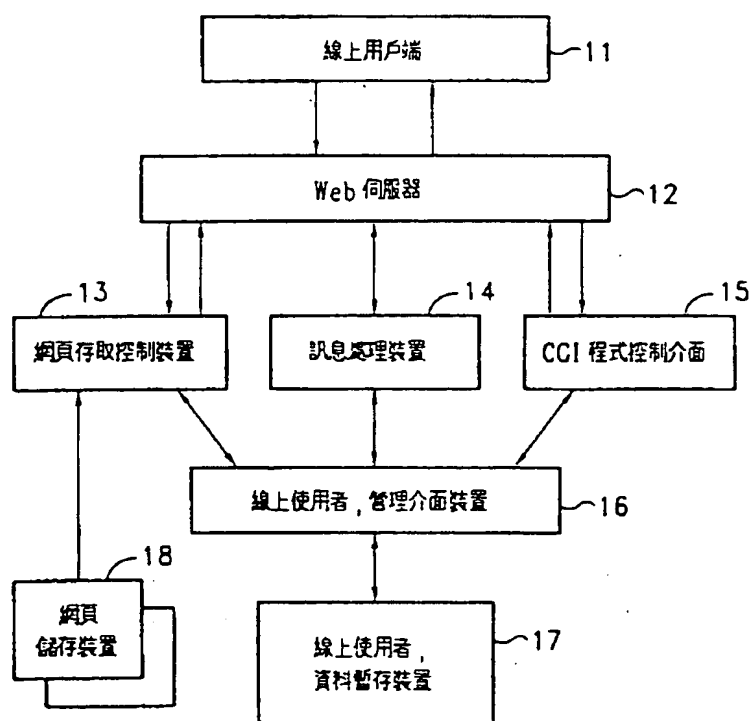 線上用戶端
11
Web 伺服器
12
13
14
15
網頁存取控制裝置
訊息處理裝置
CGI 程式控制介面
線上使用者,管理介面裝置
16
18
網頁
儲存裝置
線上使用者,
資料暫存裝置
17